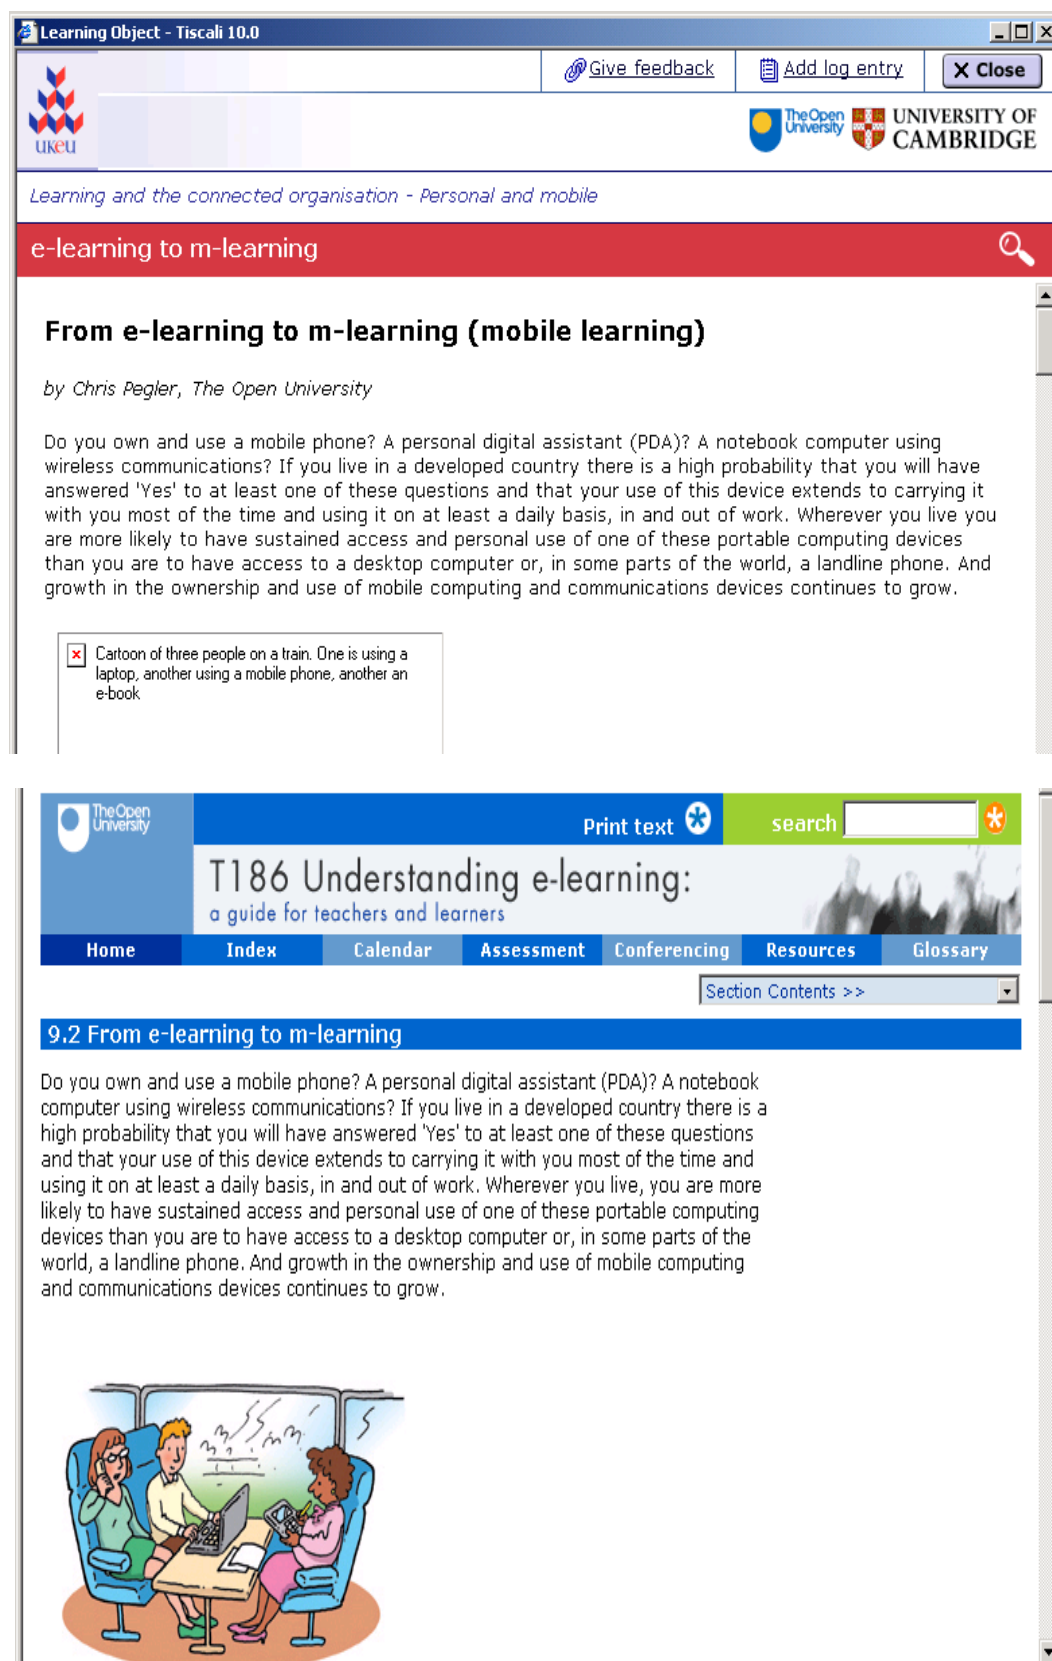 Learning Object - Tiscali 10.0
Give feedback
Add log entry
X Close
ukeu
The Open
University
UNIVERSITY OF
CAMBRIDGE
Learning and the connected organisation - Personal and mobile
e-learning to m-learning
From e-learning to m-learning (mobile learning)
by Chris Pegler, The Open University
Do you own and use a mobile phone? A personal digital assistant (PDA)? A notebook computer using
wireless communications? If you live in a developed country there is a high probability that you will have
answered 'Yes' to at least one of these questions and that your use of this device extends to carrying it
with you most of the time and using it on at least a daily basis, in and out of work. Wherever you live you
are more likely to have sustained access and personal use of one of these portable computing devices
than you are to have access to a desktop computer or, in some parts of the world, a landline phone. And
growth in the ownership and use of mobile computing and communications devices continues to grow.
Cartoon of three people on a train. One is using a
laptop, another using a mobile phone, another an
e-book
The Open
University
Print text
search
T186 Understanding e-learning:
a guide for teachers and learners
Home Index Calendar Assessment Conferencing Resources Glossary
Section Contents >>
9.2 From e-learning to m-learning
Do you own and use a mobile phone? A personal digital assistant (PDA)? A notebook
computer using wireless communications? If you live in a developed country there is a
high probability that you will have answered 'Yes' to at least one of these questions
and that your use of this device extends to carrying it with you most of the time and
using it on at least a daily basis, in and out of work. Wherever you live, you are more
likely to have sustained access and personal use of one of these portable computing
devices than you are to have access to a desktop computer or, in some parts of the
world, a landline phone. And growth in the ownership and use of mobile computing
and communications devices continues to grow.